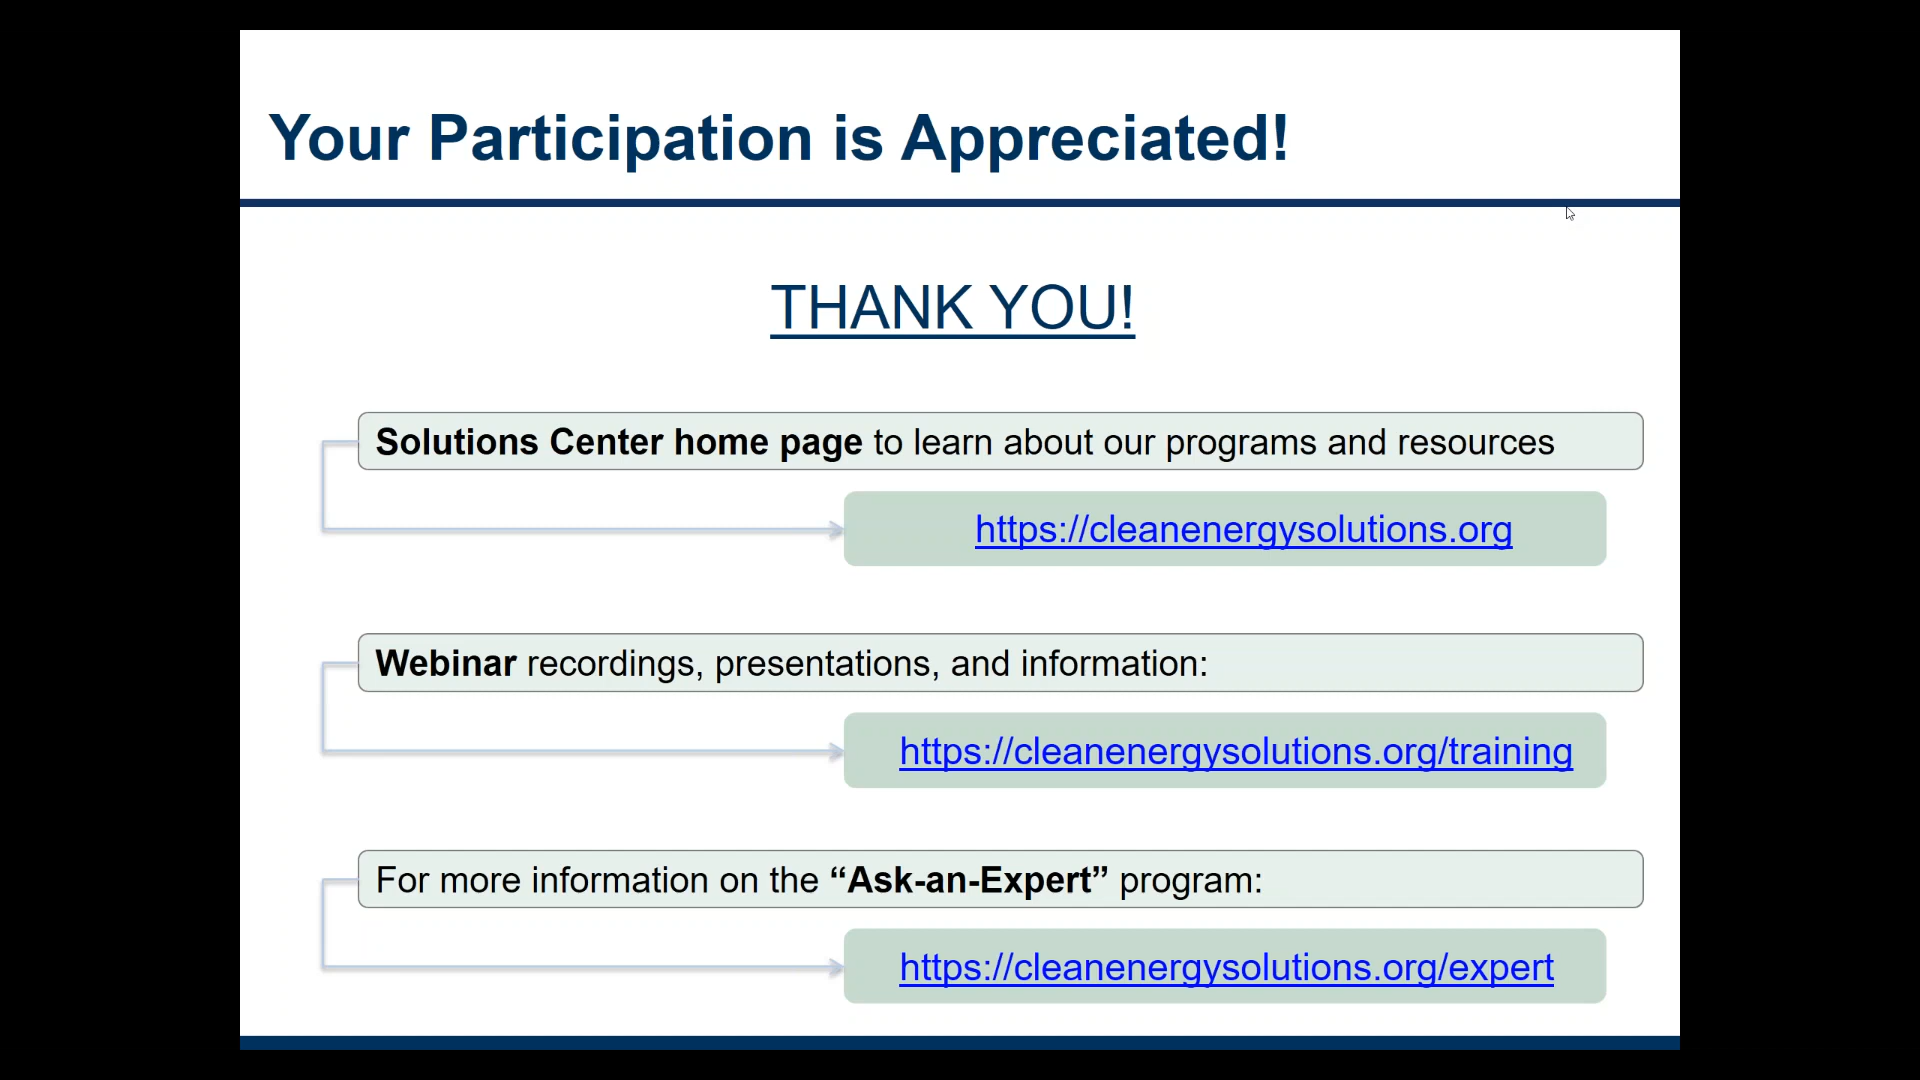 Your Participation is Appreciated!
THANK YOU!
Solutions Center home page to learn about our programs and resources
https://cleanenergysolutions.org
Webinar recordings, presentations, and information:
https://cleanenergysolutions.org/training
For more information on the “Ask-an-Expert” program:
https://cleanenergysolutions.org/expert